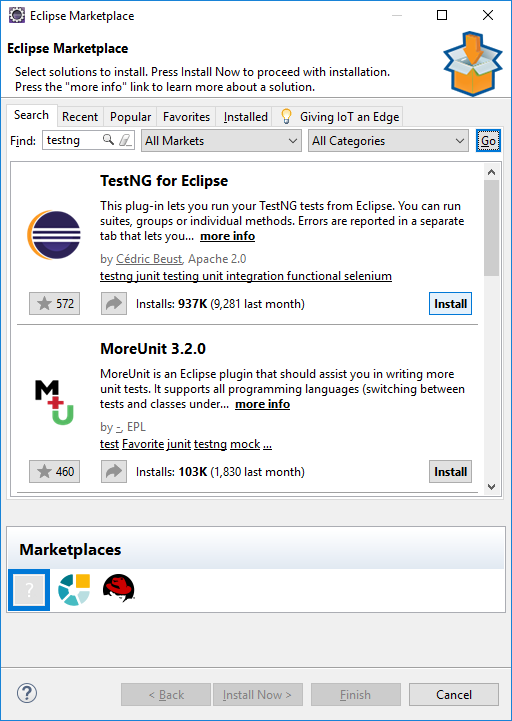 Eclipse Marketplace
Eclipse Marketplace
Select solutions to install. Press Install Now to proceed with installation.
Press the "more info" link to learn more about a solution.
Search Recent Popular Favorites Installed Giving IoT an Edge
Find: testng All Markets All Categories Go
TestNG for Eclipse
This plug-in lets you run your TestNG tests from Eclipse. You can run
suites, groups or individual methods. Errors are reported in a separate
tab that lets you... more info
by Cédric Beust, Apache 2.0
testng junit testing unit integration functional selenium
572 Installs: 937K (9,281 last month) Install
MoreUnit 3.2.0
MoreUnit is an Eclipse plugin that should assist you in writing more
unit tests. It supports all programming languages (switching between
tests and classes under... more info
by -, EPL
test Favorite junit testng mock ...
460 Installs: 103K (1,830 last month) Install
M+U
Marketplaces
?
? < Back Install Now > Finish Cancel